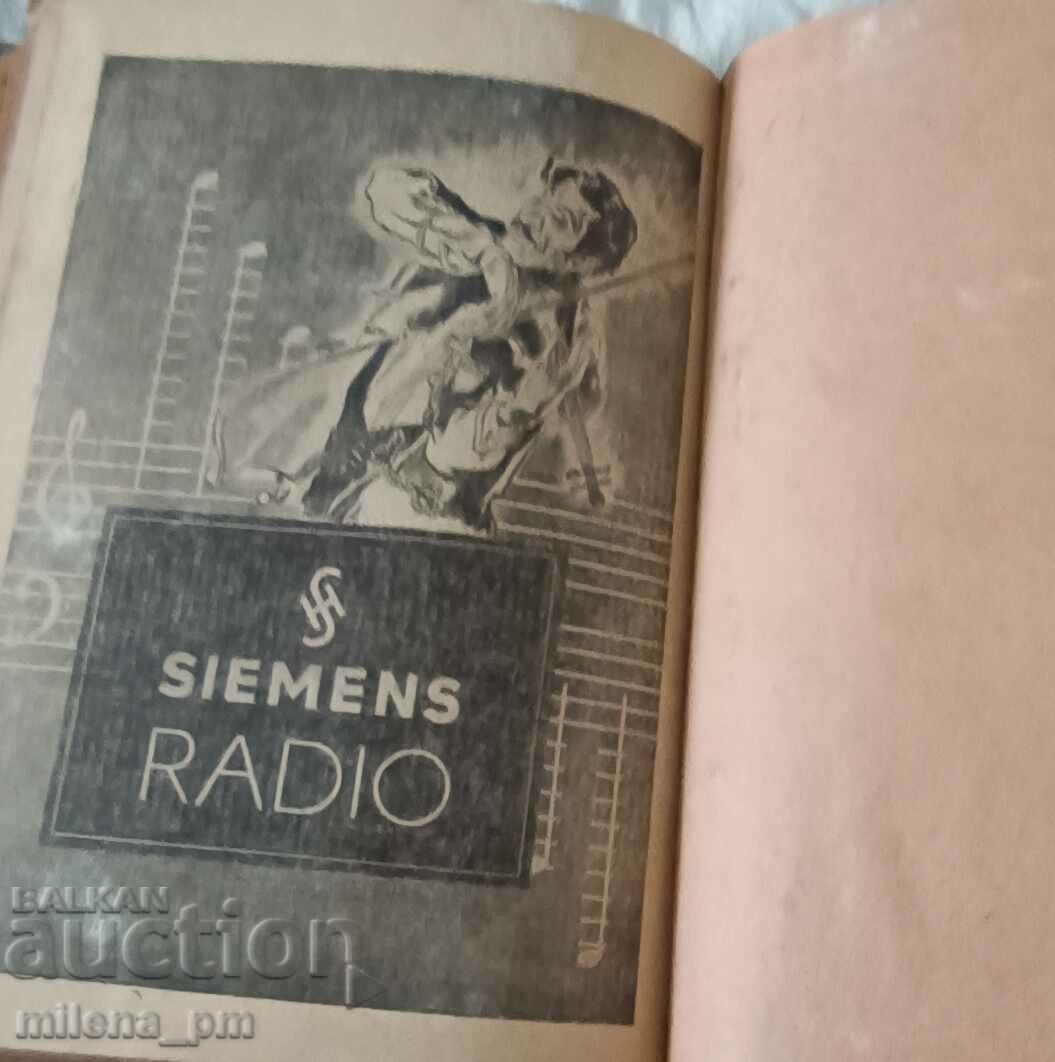 SIEMENS
RADIO
BALKAN
auction
milena_pm